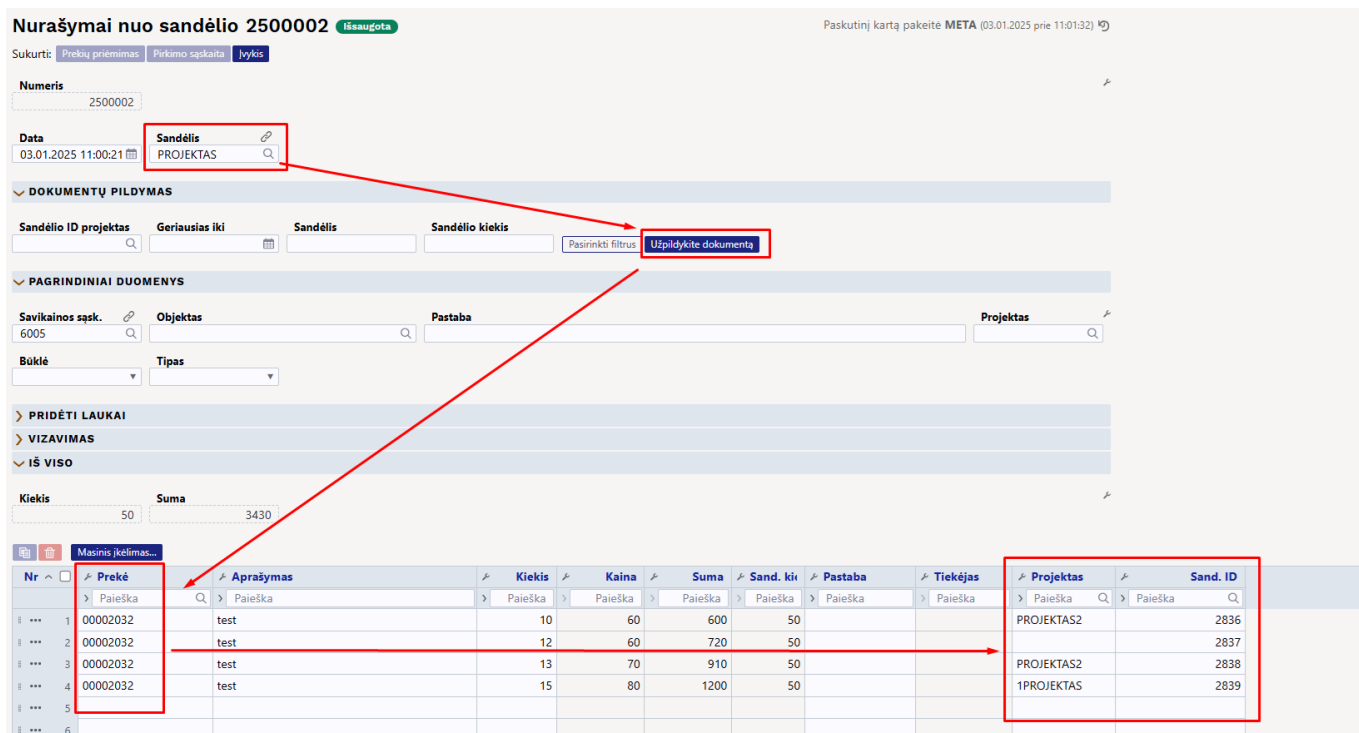 Nurašymai nuo sandėlio 2500002 Išsaugota
Paskutinį kartą pakeitė META (03.01.2025 prie 11:01:32)
Sukurti: Prekių priėmimas Pirkimo sąskaita Įvykis
Numeris
2500002
Data Sandėlis
03.01.2025 11:00:21 PROJEKTAS
DOKUMENTŲ PILDYMAS
Sandėlio ID projektas Geriausias iki Sandėlis Sandėlio kiekis
Pasirinkti filtrus Užpildykite dokumentą
PAGRINDINIAI DUOMENYS
Savikainos sąsk. Objektas Pastaba Projektas
6005
Būklė Tipas
PRIDĖTI LAUKAI
VIZAVIMAS
IŠ VISO
Kiekis Suma
50 3430
Masinis įkėlimas...
Nr Prekė Aprašymas Kiekis Kaina Suma Sand. kie Pastaba Tiekėjas Projektas Sand. ID
Paieška Paieška Paieška Paieška Paieška Paieška Paieška Paieška Paieška Paieška
1 00002032 test 10 60 600 50 PROJEKTAS2 2836
2 00002032 test 12 60 720 50 2837
3 00002032 test 13 70 910 50 PROJEKTAS2 2838
4 00002032 test 15 80 1200 50 1PROJEKTAS 2839
5
6